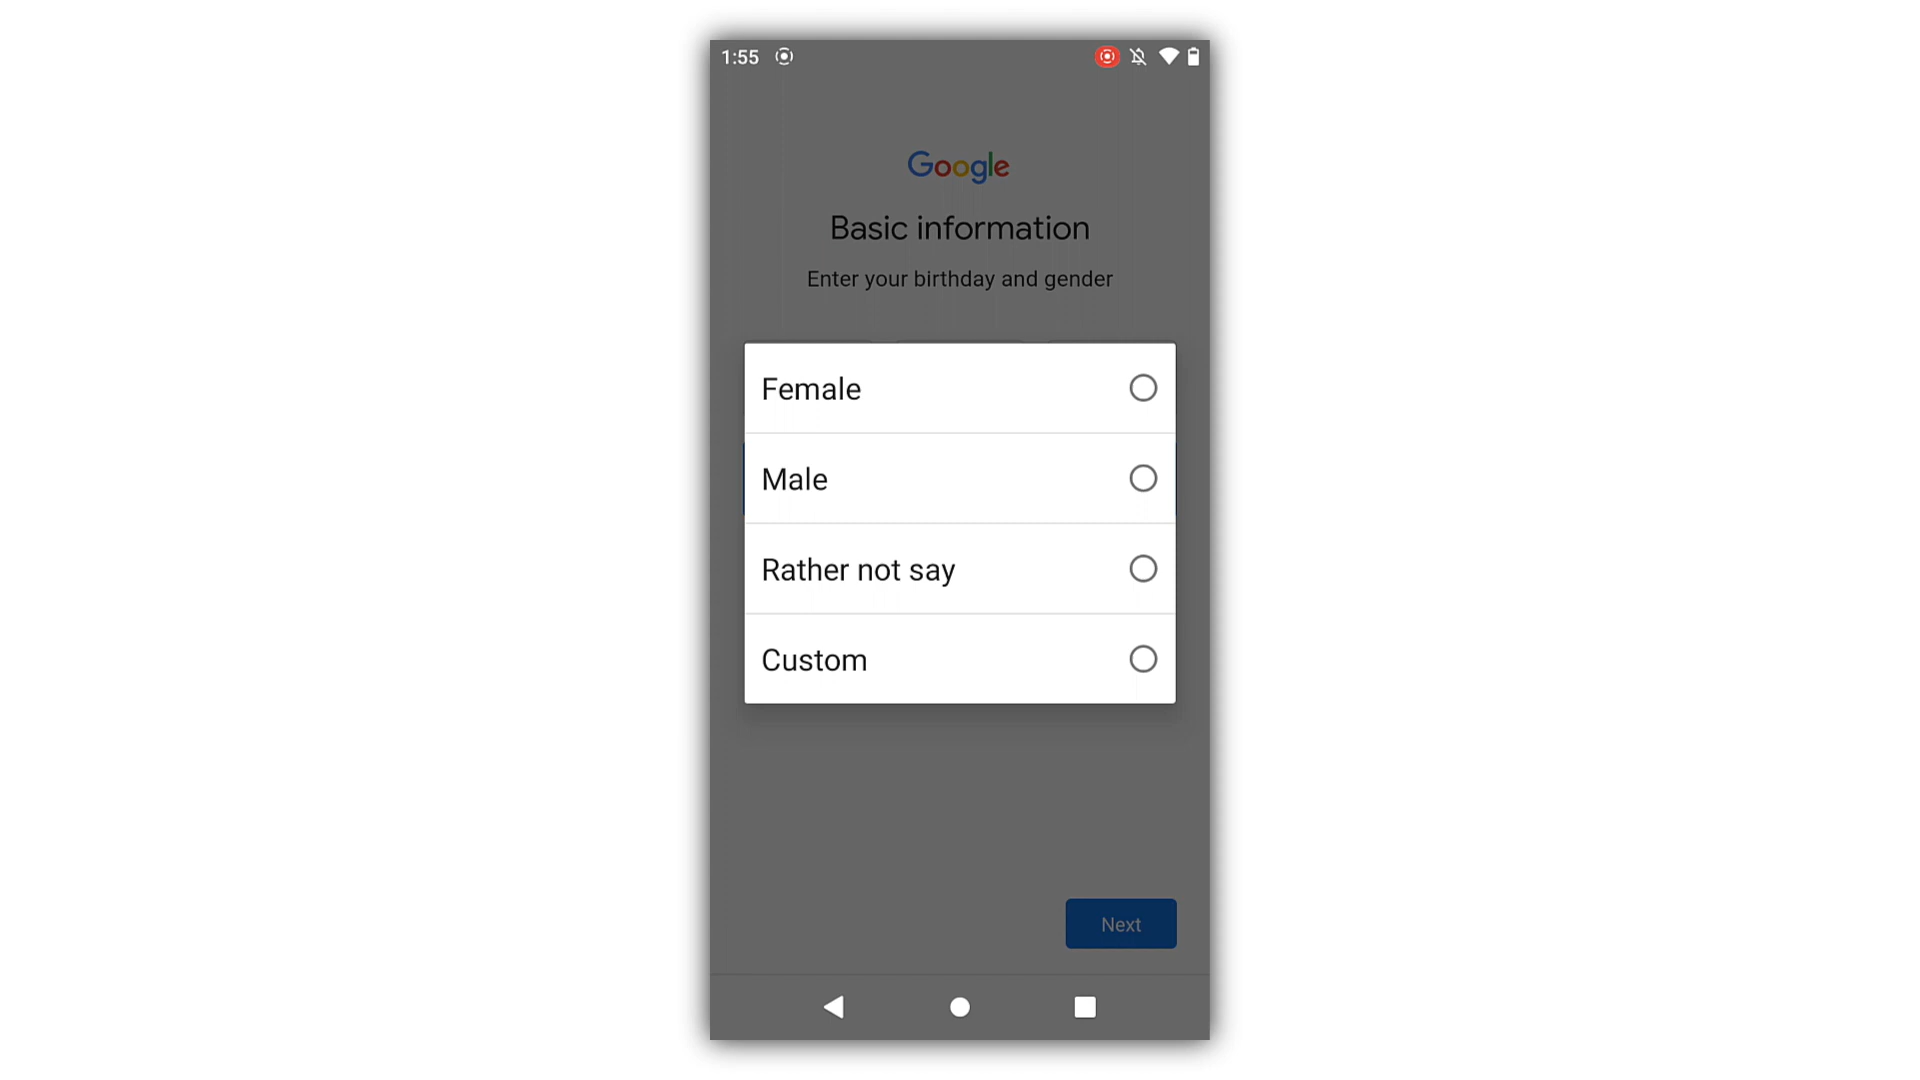 1:55
Google
Basic information
Enter your birthday and gender
Female
Male
Rather not say
Custom
Next